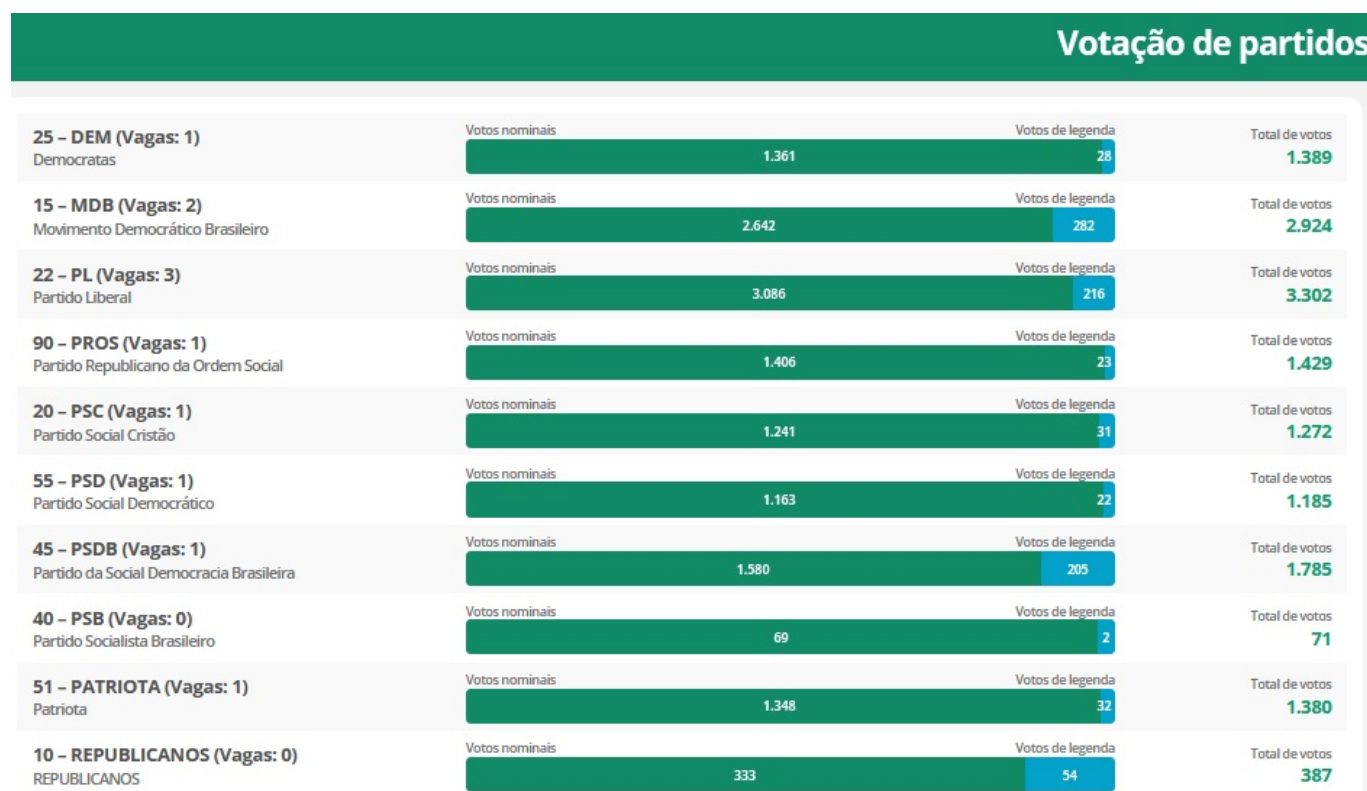 Votação de partidos
25 – DEM (Vagas: 1)
Democratas
Votos nominais Votos de legenda
1.361 28
Total de votos
1.389
15 – MDB (Vagas: 2)
Movimento Democrático Brasileiro
Votos nominais Votos de legenda
2.642 282
Total de votos
2.924
22 – PL (Vagas: 3)
Partido Liberal
Votos nominais Votos de legenda
3.086 216
Total de votos
3.302
90 – PROS (Vagas: 1)
Partido Republicano da Ordem Social
Votos nominais Votos de legenda
1.406 23
Total de votos
1.429
20 – PSC (Vagas: 1)
Partido Social Cristão
Votos nominais Votos de legenda
1.241 31
Total de votos
1.272
55 – PSD (Vagas: 1)
Partido Social Democrático
Votos nominais Votos de legenda
1.163 22
Total de votos
1.185
45 – PSDB (Vagas: 1)
Partido da Social Democracia Brasileira
Votos nominais Votos de legenda
1.580 205
Total de votos
1.785
40 – PSB (Vagas: 0)
Partido Socialista Brasileiro
Votos nominais Votos de legenda
69 2
Total de votos
71
51 – PATRIOTA (Vagas: 1)
Patriota
Votos nominais Votos de legenda
1.348 32
Total de votos
1.380
10 – REPUBLICANOS (Vagas: 0)
REPUBLICANOS
Votos nominais Votos de legenda
333 54
Total de votos
387